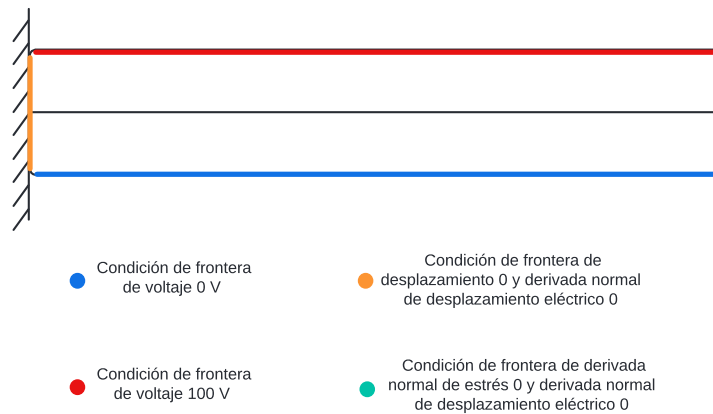 Condición de frontera
de voltaje 0 V
Condición de frontera de
desplazamiento 0 y derivada normal
de desplazamiento eléctrico 0
Condición de frontera
de voltaje 100 V
Condición de frontera de derivada
normal de estrés 0 y derivada normal
de desplazamiento eléctrico 0